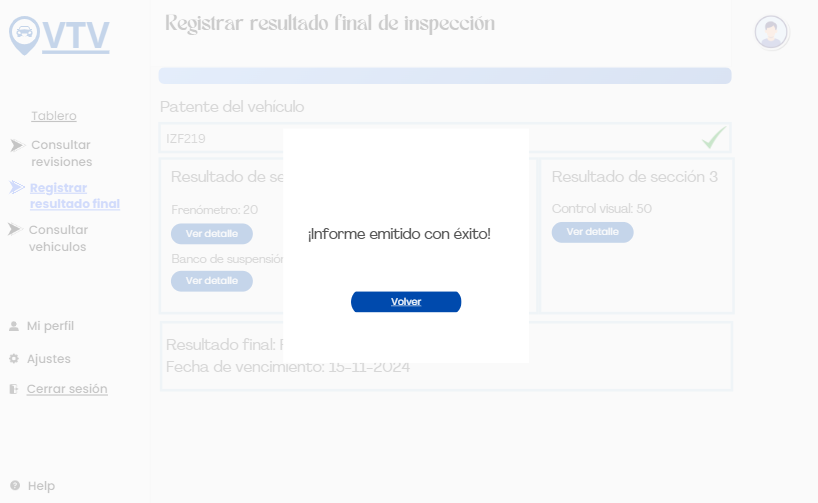 VTV
Registrar resultado final de inspección
Tablero
Consultar
revisiones
Registrar
resultado final
Consultar
vehículos
Mi perfil
Ajustes
Cerrar sesión
Help
Patente del vehículo
IZF219
Resultado de se
Frenómetro: 20
Ver detalle
Banco de suspensión
Ver detalle
Resultado de sección 3
Control visual: 50
Ver detalle
Resultado final:
Fecha de vencimiento: 15-11-2024
¡Informe emitido con éxito!
Volver